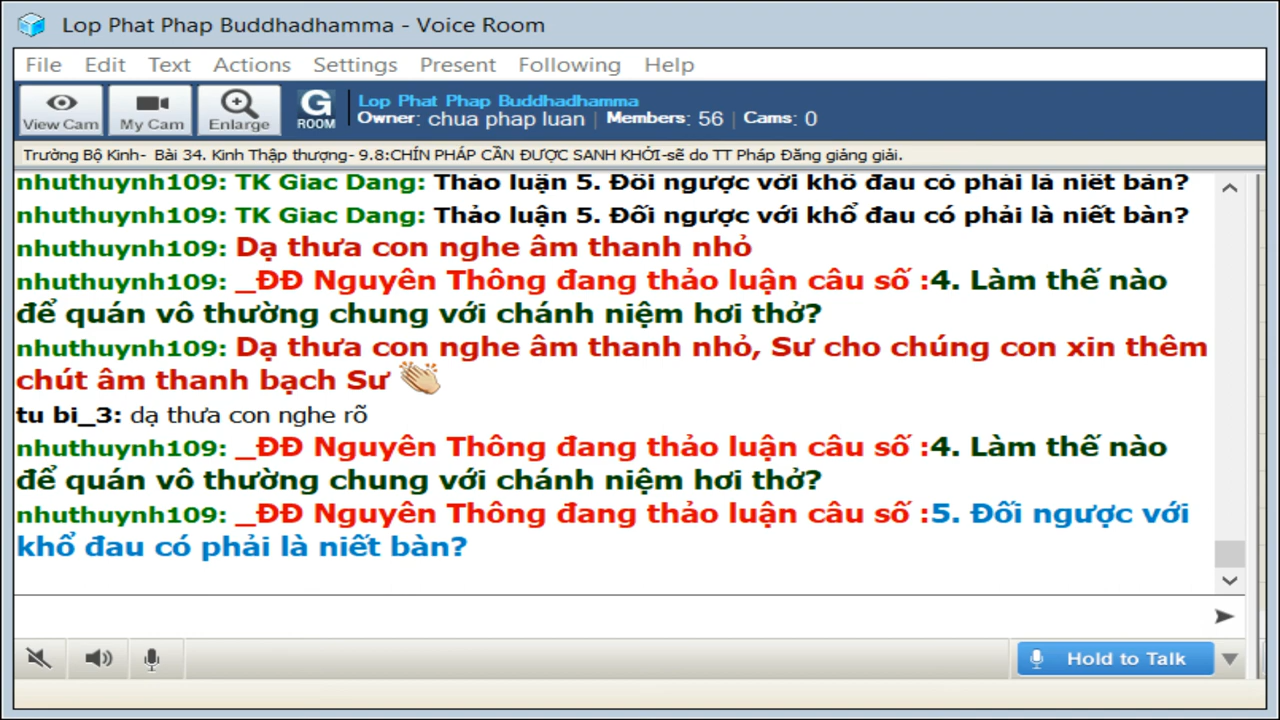 Lop Phat Phap Buddhadhamma - Voice Room
File Edit Text Actions Settings Present Following Help
View Cam My Cam Enlarge G ROOM
Lop Phat Phap Buddhadhamma
Owner: chua phap luan | Members: 56 | Cams: 0
Trường Bộ Kinh- Bài 34. Kinh Thập thượng- 9.8:CHÍN PHÁP CẦN ĐƯỢC SANH KHỞI-sẽ do TT Pháp Đăng giảng giải.
nhuthuynh109: TK Giac Dang: Thảo luận 5. Đối ngược với khổ đau có phải là niết bàn?
nhuthuynh109: TK Giac Dang: Thảo luận 5. Đối ngược với khổ đau có phải là niết bàn?
nhuthuynh109: Dạ thưa con nghe âm thanh nhỏ
nhuthuynh109: _ĐĐ Nguyên Thông đang thảo luận câu số :4. Làm thế nào
để quán vô thường chung với chánh niệm hơi thở?
nhuthuynh109: Dạ thưa con nghe âm thanh nhỏ, Sư cho chúng con xin thêm
chút âm thanh bạch Sư
tu bi_3: dạ thưa con nghe rõ
nhuthuynh109: _ĐĐ Nguyên Thông đang thảo luận câu số :4. Làm thế nào
để quán vô thường chung với chánh niệm hơi thở?
nhuthuynh109: _ĐĐ Nguyên Thông đang thảo luận câu số :5. Đối ngược với
khổ đau có phải là niết bàn?
Hold to Talk